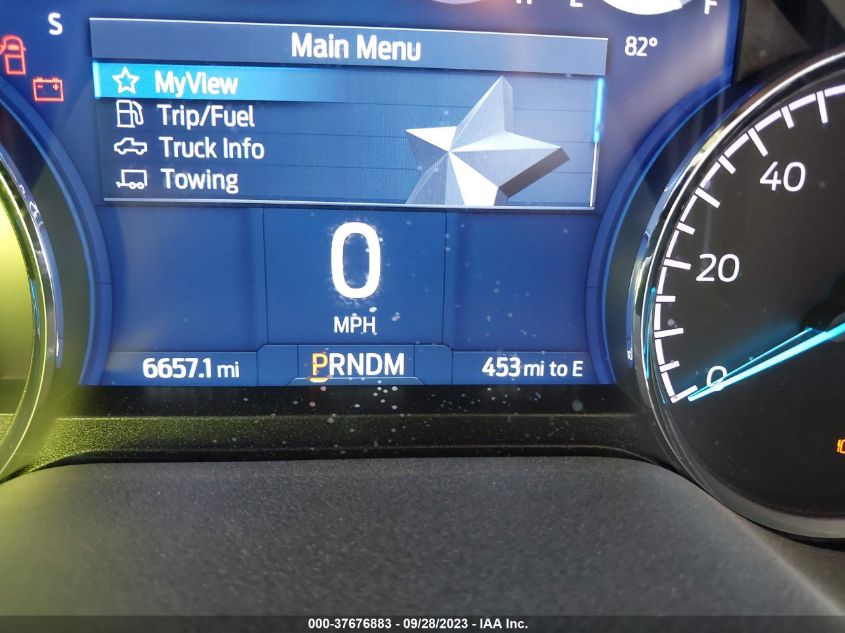 S
E
F
Main Menu
82°
MyView
Trip/Fuel
Truck Info
Towing
40
20
0
0
MPH
6657.1 mi
PRNDM
453 mi to E
000-37676883 / 09/28/2023 - IAA Inc.